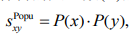 s_{xy}^{Popu} = P(x) · P(y),